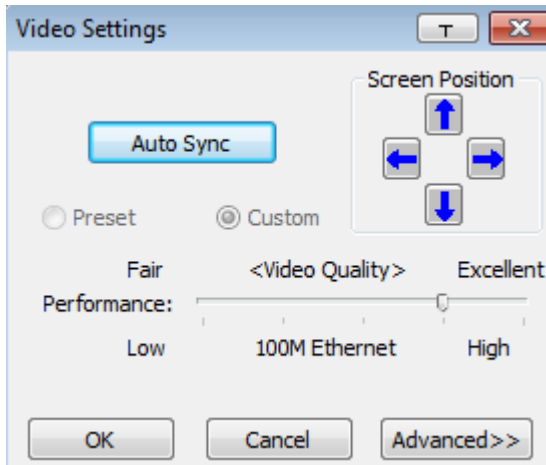 Video Settings
T
Screen Position
Auto Sync
Preset Custom
Fair <Video Quality> Excellent
Performance:
Low 100M Ethernet High
OK Cancel Advanced>>